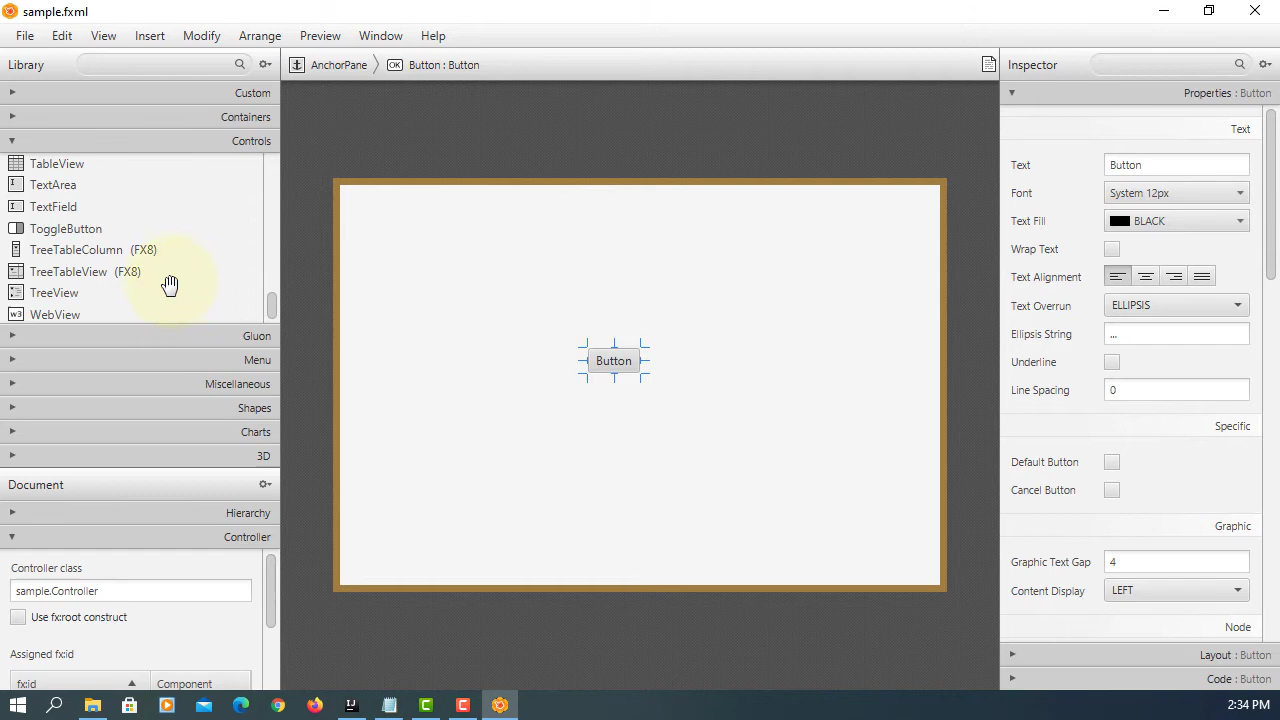 sample.fxml
File Edit View Insert Modify Arrange Preview Window Help
Library
Custom
Containers
Controls
TableView
TextArea
TextField
ToggleButton
TreeTableColumn (FX8)
TreeTableView (FX8)
TreeView
w3 WebView
Gluon
Menu
Miscellaneous
Shapes
Charts
3D
Document
Hierarchy
Controller
Controller class
sample.Controller
Use fx:root construct
Assigned fx:id
fx:id Component
AnchorPane OK Button : Button
Button
Inspector
Properties : Button
Text
Text Button
Font System 12px
Text Fill BLACK
Wrap Text
Text Alignment
Text Overrun ELLIPSIS
Ellipsis String ...
Underline
Line Spacing 0
Specific
Default Button
Cancel Button
Graphic
Graphic Text Gap 4
Content Display LEFT
Node
Layout : Button
Code : Button
2:34 PM